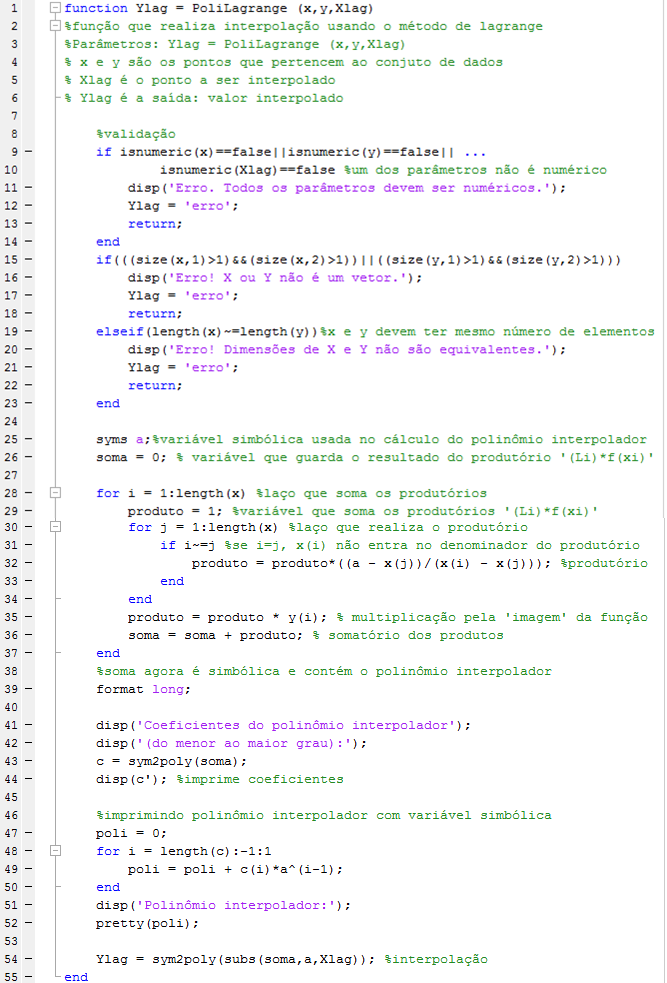 1 function Ylag = PoliLagrange (x,y,Xlag)
2 %função que realiza interpolação usando o método de lagrange
3 %Parâmetros: Ylag = PoliLagrange (x,y,Xlag)
4 % x e y são os pontos que pertencem ao conjuto de dados
5 % Xlag é o ponto a ser interpolado
6 % Ylag é a saída: valor interpolado
7
8 %validação
9 – if isnumeric(x)==false||isnumeric(y)==false|| ...
10 isnumeric(Xlag)==false %um dos parâmetros não é numérico
11 – disp('Erro. Todos os parâmetros devem ser numéricos.');
12 – Ylag = 'erro';
13 – return;
14 – end
15 – if(((size(x,1)>1)&&(size(x,2)>1))||((size(y,1)>1)&&(size(y,2)>1)))
16 – disp('Erro! X ou Y não é um vetor.');
17 – Ylag = 'erro';
18 – return;
19 – elseif(length(x)~=length(y))%x e y devem ter mesmo número de elementos
20 – disp('Erro! Dimensões de X e Y não são equivalentes.');
21 – Ylag = 'erro';
22 – return;
23 – end
24
25 – syms a;%variável simbólica usada no cálculo do polinômio interpolador
26 – soma = 0; % variável que guarda o resultado do produtório '(Li)*f(xi)'
27
28 – for i = 1:length(x) %laço que soma os produtórios
29 – produto = 1; %variável que soma os produtórios '(Li)*f(xi)'
30 – for j = 1:length(x) %laço que realiza o produtório
31 – if i~=j %se i=j, x(i) não entra no denominador do produtório
32 – produto = produto*((a - x(j))/(x(i) - x(j))); %produtório
33 – end
34 – end
35 – produto = produto * y(i); % multiplicação pela 'imagem' da função
36 – soma = soma + produto; % somatório dos produtos
37 – end
38 %soma agora é simbólica e contém o polinômio interpolador
39 – format long;
40
41 – disp('Coeficientes do polinômio interpolador');
42 – disp('(do menor ao maior grau):');
43 – c = sym2poly(soma);
44 – disp(c'); %imprime coeficientes
45
46 %imprimindo polinômio interpolador com variável simbólica
47 – poli = 0;
48 – for i = length(c):-1:1
49 – poli = poli + c(i)*a^(i-1);
50 – end
51 – disp('Polinômio interpolador:');
52 – pretty(poli);
53
54 – Ylag = sym2poly(subs(soma,a,Xlag)); %interpolação
55 – end